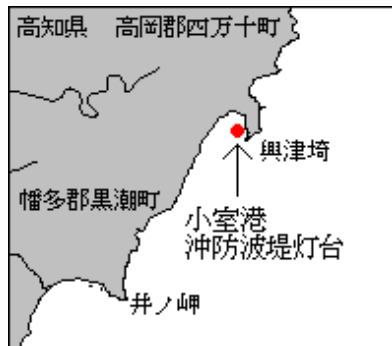 高知県 高岡郡四万十町
興津埼
幡多郡黒潮町
小室港
沖防波堤灯台
井ノ岬